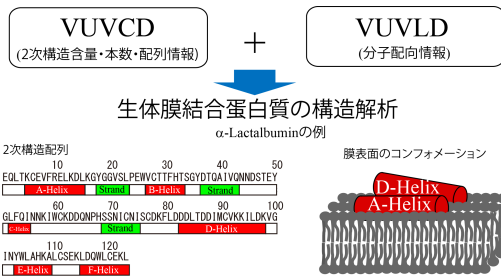 VUVCD
(2次構造含量・本数・配列情報)
+
VUVLD
(分子配向情報)
生体膜結合蛋白質の構造解析
α-Lactalbuminの例
2次構造配列
10 20 30 40 50
EQLTKCEVFRELKDLKGYGGVSLPEWVCTTFHTSGYDTQAIVQNNDSTEY
A-Helix Strand B-Helix Strand
60 70 80 90 100
GLFQINNKIWCKDDQNPHSSNICNISCDKFLDDDLTDDIMCVKKILDKVG
C-Helix Strand D-Helix
110 120
INYWLAHKALCSEKLDQWLCEKL
E-Helix F-Helix
膜表面のコンフォメーション
D-Helix
A-Helix